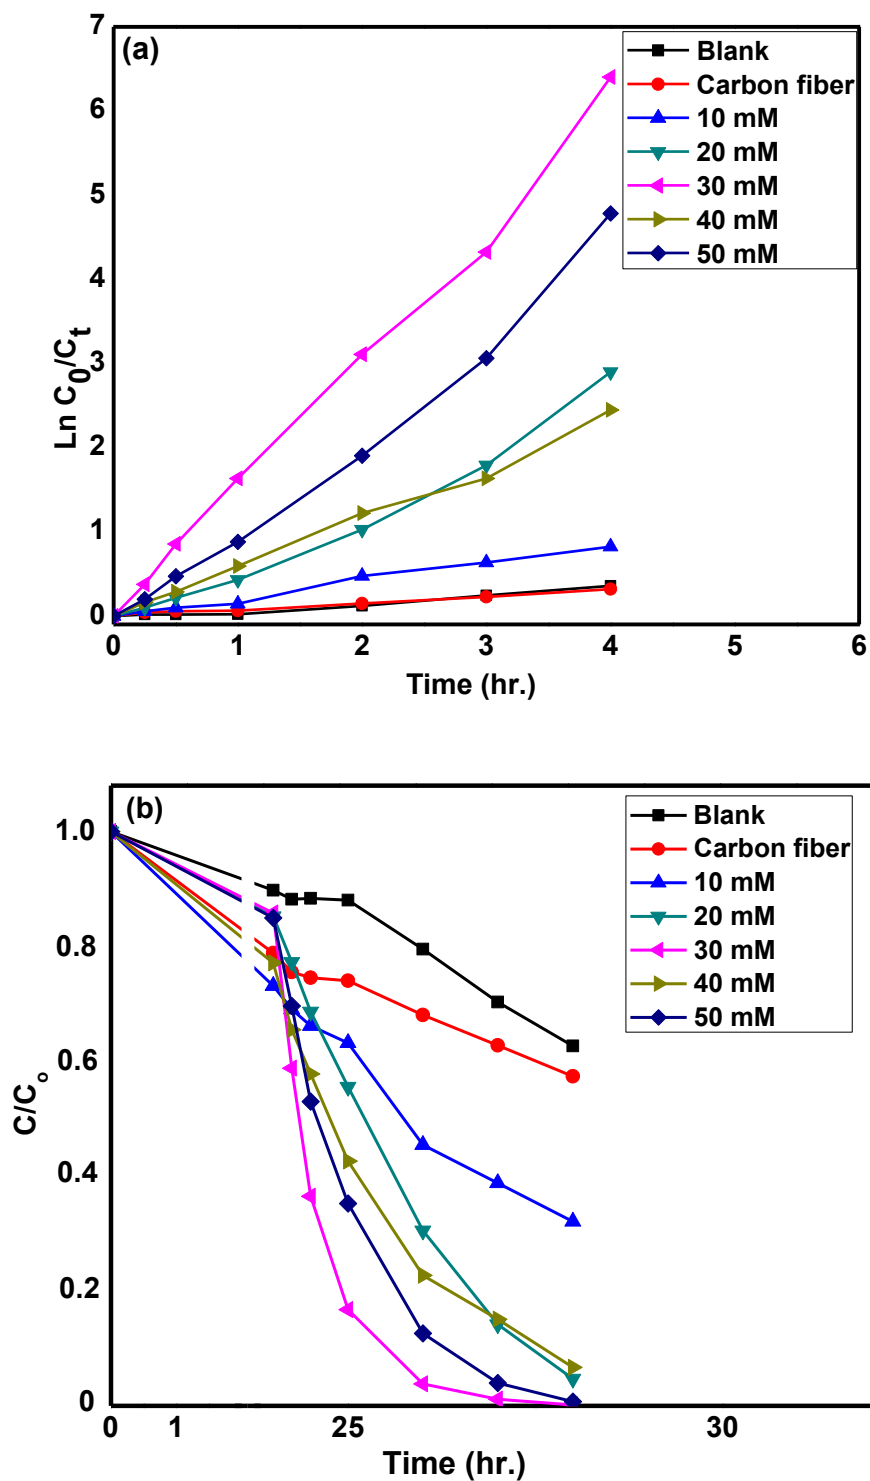 (a)
7
6
5
4
3
2
1
0
Ln C0/Ct
0 1 2 3 4 5 6
Time (hr.)
Blank
Carbon fiber
10 mM
20 mM
30 mM
40 mM
50 mM
(b)
1.0
0.8
0.6
0.4
0.2
0
C/Co
0 1 25 30
Time (hr.)
Blank
Carbon fiber
10 mM
20 mM
30 mM
40 mM
50 mM